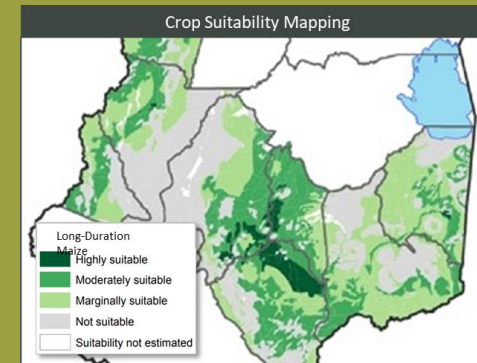 Crop Suitability Mapping
Long-Duration
Maize
Highly suitable
Moderately suitable
Marginally suitable
Not suitable
Suitability not estimated